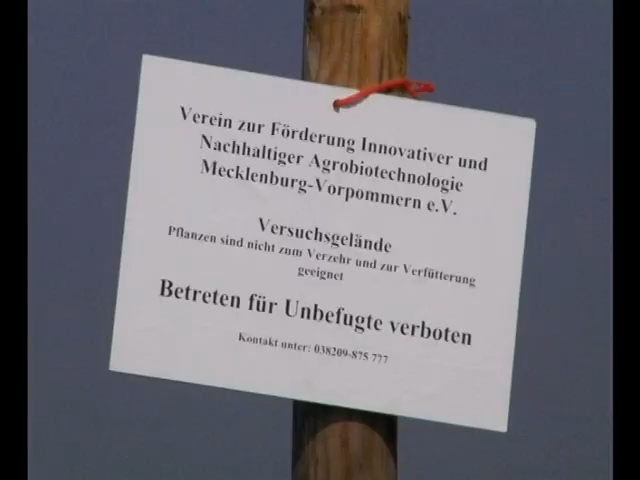 Verein zur Förderung Innovativer und
Nachhaltiger Agrobiotechnologie
Mecklenburg-Vorpommern e.V.
Versuchsgelände
Pflanzen sind nicht zum Verzehr und zur Verfütterung
geeignet
Betreten für Unbefugte verboten
Kontakt unter: 038209-875 777